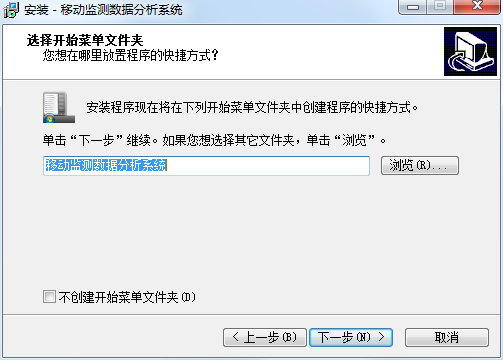 安装 - 移动监测数据分析系统
选择开始菜单文件夹
您想在哪里放置程序的快捷方式？
安装程序现在将在下列开始菜单文件夹中创建程序的快捷方式。
单击“下一步”继续。如果您想选择其它文件夹，单击“浏览”。
移动监测数据分析系统
浏览(R)...
不创建开始菜单文件夹(D)
< 上一步(B)
下一步(N) >
取消